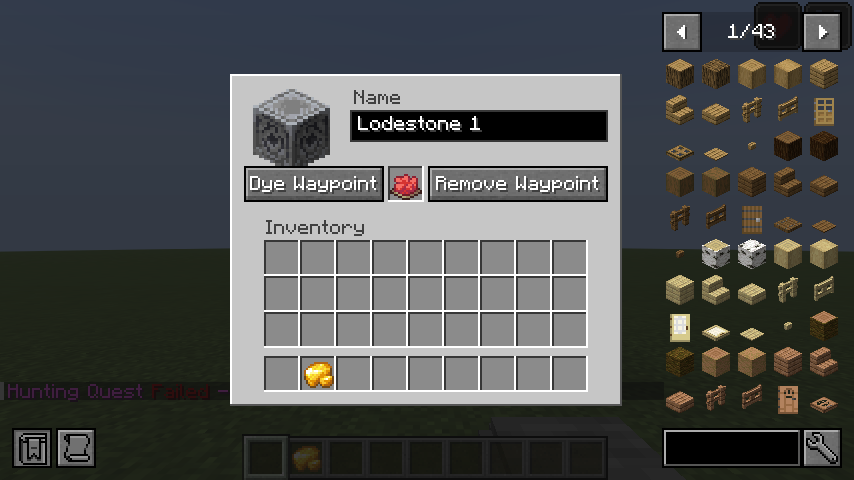 1/43
Name
Lodestone 1
Dye Waypoint
Remove Waypoint
Inventory
Hunting Quest Failed -